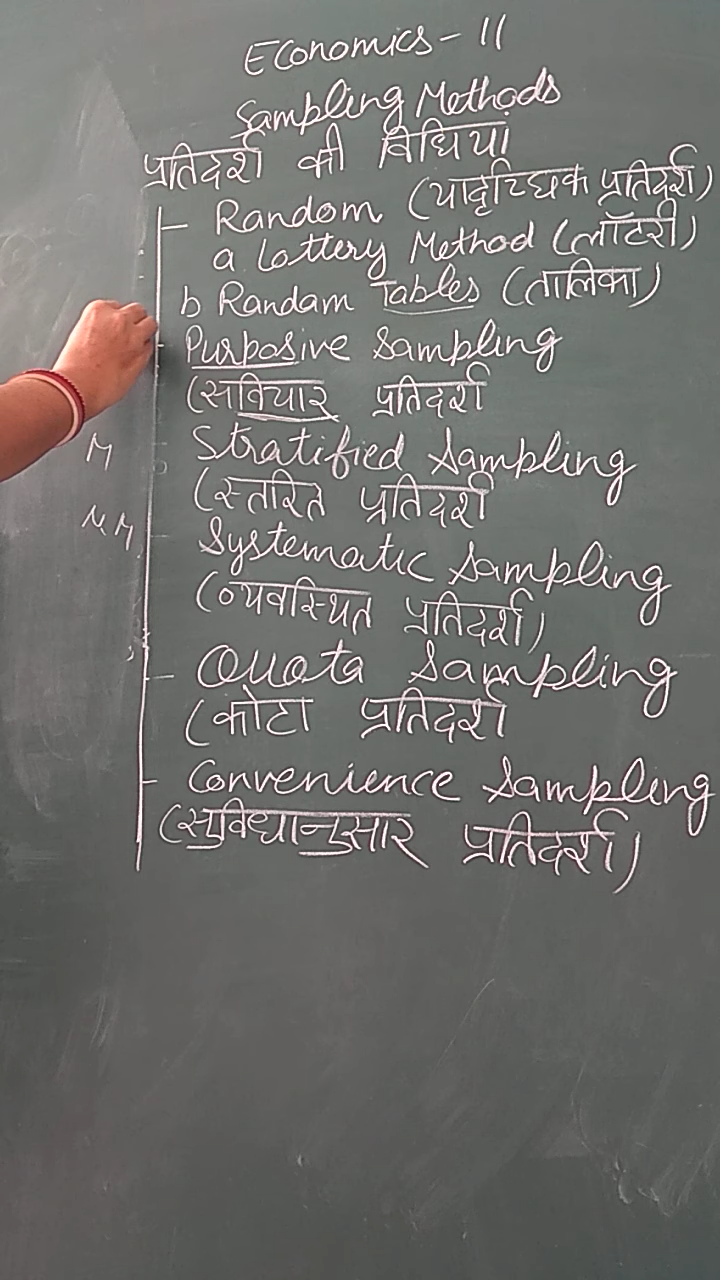 Economics - 11
Sampling Methods
प्रतिदर्श की विधियां
- Random (यादृच्छिक प्रतिदर्श)
a Lottery Method (लॉटरी)
b Randam Tables (तालिका)
- Purposive Sampling
(सविचार प्रतिदर्श
M - Stratified Sampling
(स्तरित प्रतिदर्श
- Systematic Sampling
(व्यवस्थित प्रतिदर्श)
- Quota Sampling
(कोटा प्रतिदर्श
- Convenience Sampling
(सुविधानुसार प्रतिदर्श)